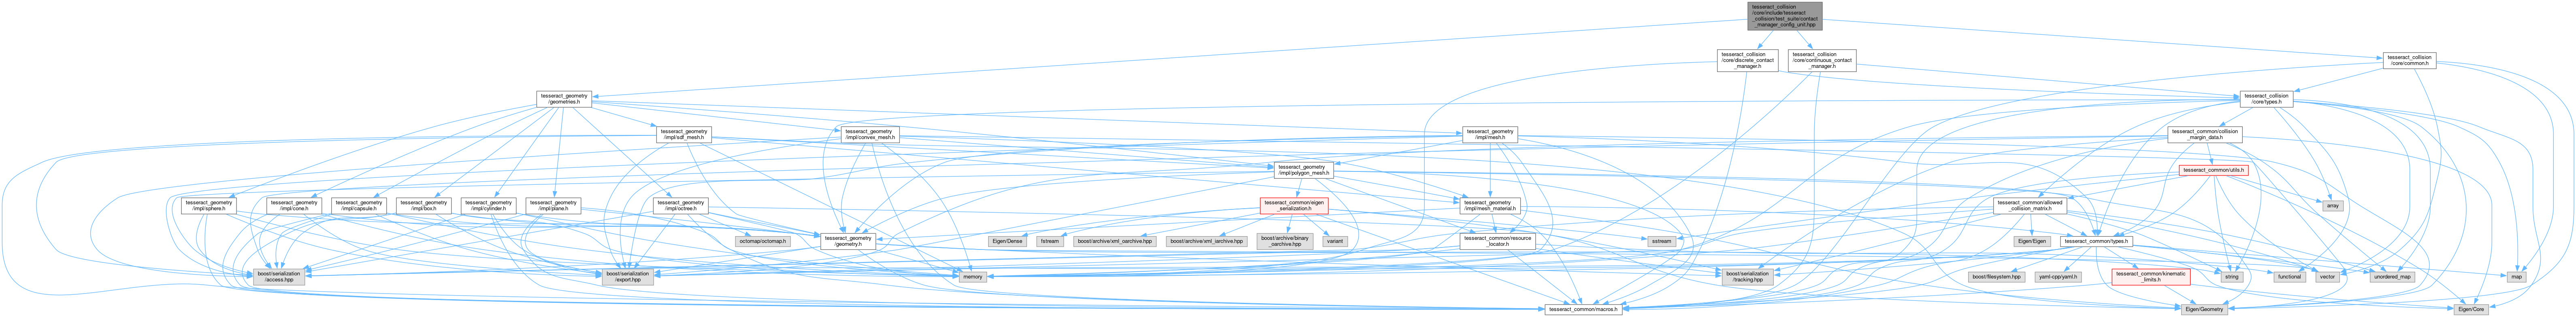 tesseract_collision
/core/include/tesseract
_collision/test_suite/contact
_manager_config_unit.hpp
tesseract_collision
/core/discrete_contact
_manager.h
tesseract_collision
/core/continuous_contact
_manager.h
tesseract_collision
/core/common.h
tesseract_geometry
/geometries.h
tesseract_collision
/core/types.h
tesseract_geometry
/impl/sdf_mesh.h
tesseract_geometry
/impl/convex_mesh.h
tesseract_geometry
/impl/mesh.h
tesseract_common/collision
_margin_data.h
tesseract_geometry
/impl/polygon_mesh.h
tesseract_common/utils.h
tesseract_geometry
/impl/sphere.h
tesseract_geometry
/impl/cone.h
tesseract_geometry
/impl/capsule.h
tesseract_geometry
/impl/box.h
tesseract_geometry
/impl/cylinder.h
tesseract_geometry
/impl/plane.h
tesseract_geometry
/impl/octree.h
tesseract_common/eigen
_serialization.h
tesseract_geometry
/impl/mesh_material.h
tesseract_common/allowed
_collision_matrix.h
array
octomap/octomap.h
tesseract_geometry
/geometry.h
Eigen/Dense
fstream
boost/archive/xml_oarchive.hpp
boost/archive/xml_iarchive.hpp
boost/archive/binary
_oarchive.hpp
variant
tesseract_common/resource
_locator.h
sstream
Eigen/Eigen
tesseract_common/types.h
boost/serialization
/access.hpp
boost/serialization
/export.hpp
memory
boost/serialization
/tracking.hpp
boost/filesystem.hpp
yaml-cpp/yaml.h
tesseract_common/kinematic
_limits.h
string
functional
vector
unordered_map
map
tesseract_common/macros.h
Eigen/Geometry
Eigen/Core